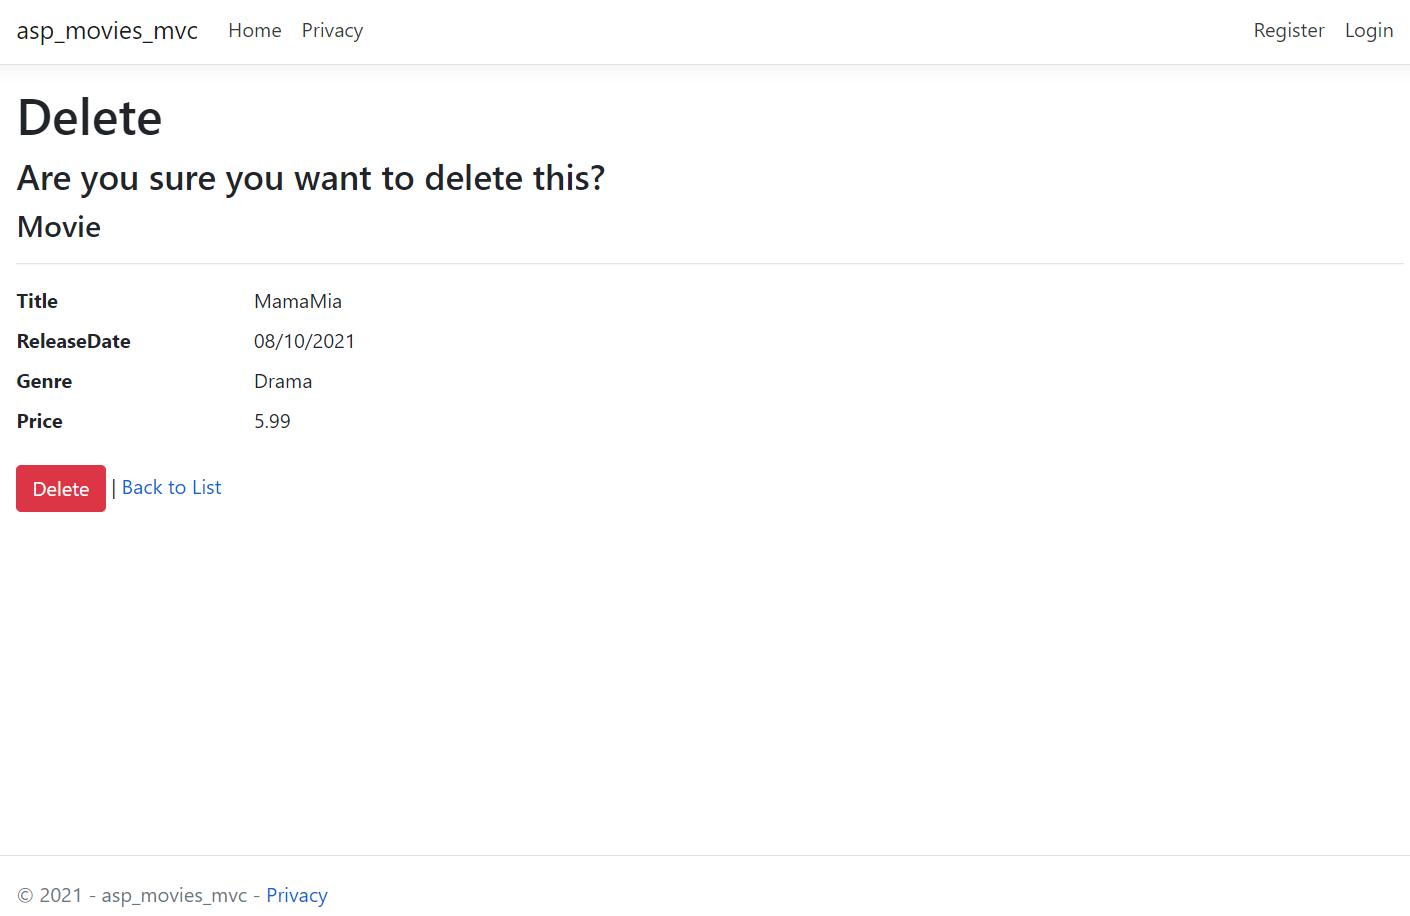 asp_movies_mvc Home Privacy Register Login
Delete
Are you sure you want to delete this?
Movie
Title MamaMia
ReleaseDate 08/10/2021
Genre Drama
Price 5.99
Delete | Back to List
© 2021 - asp_movies_mvc - Privacy